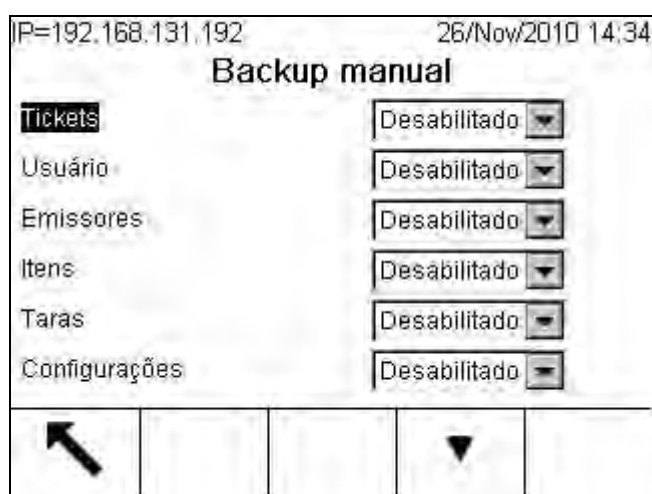 IP=192.168.131.192 26/Nov/2010 14:34
Backup manual
Tickets Desabilitado
Usuário Desabilitado
Emissores Desabilitado
Itens Desabilitado
Taras Desabilitado
Configurações Desabilitado